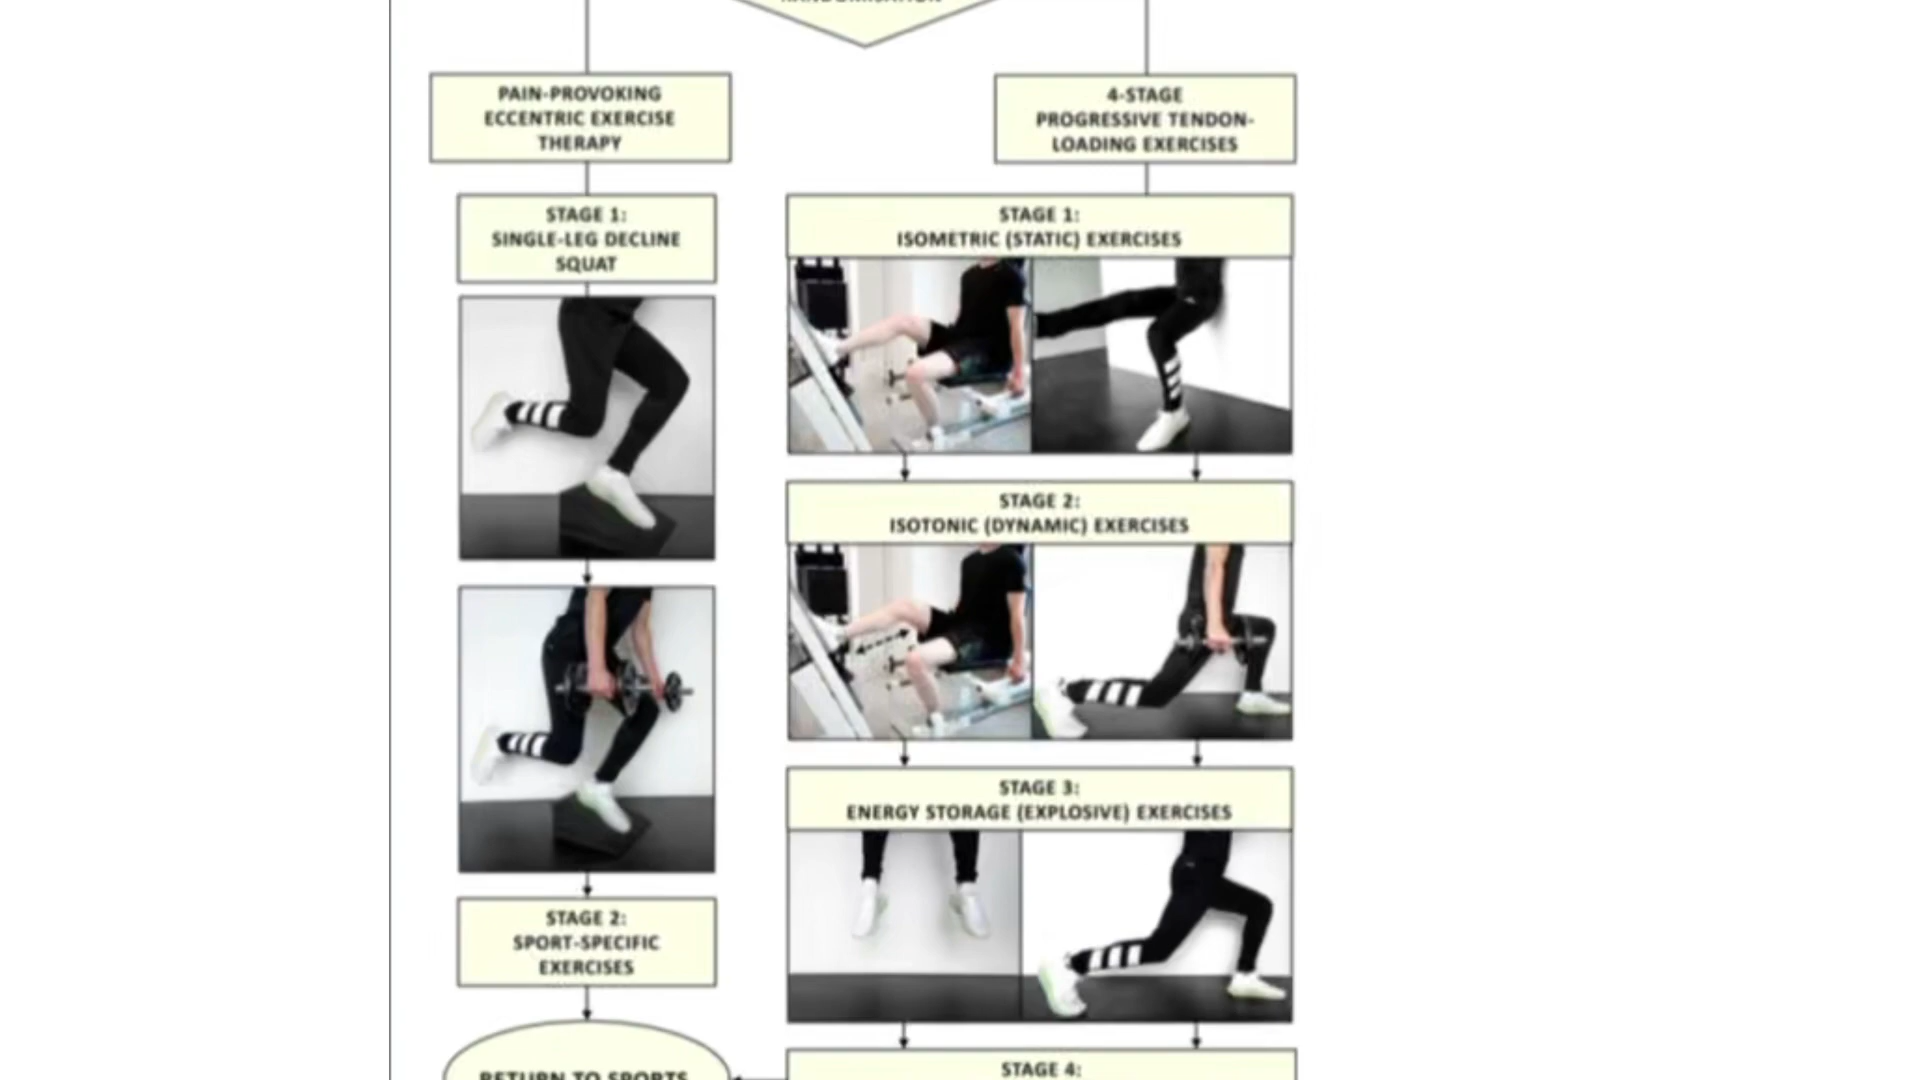 RANDOMISATION
PAIN-PROVOKING
ECCENTRIC EXERCISE
THERAPY
4-STAGE
PROGRESSIVE TENDON-
LOADING EXERCISES
STAGE 1:
SINGLE-LEG DECLINE
SQUAT
STAGE 1:
ISOMETRIC (STATIC) EXERCISES
STAGE 2:
ISOTONIC (DYNAMIC) EXERCISES
STAGE 3:
ENERGY STORAGE (EXPLOSIVE) EXERCISES
STAGE 2:
SPORT-SPECIFIC
EXERCISES
STAGE 4:
RETURN TO SPORTS